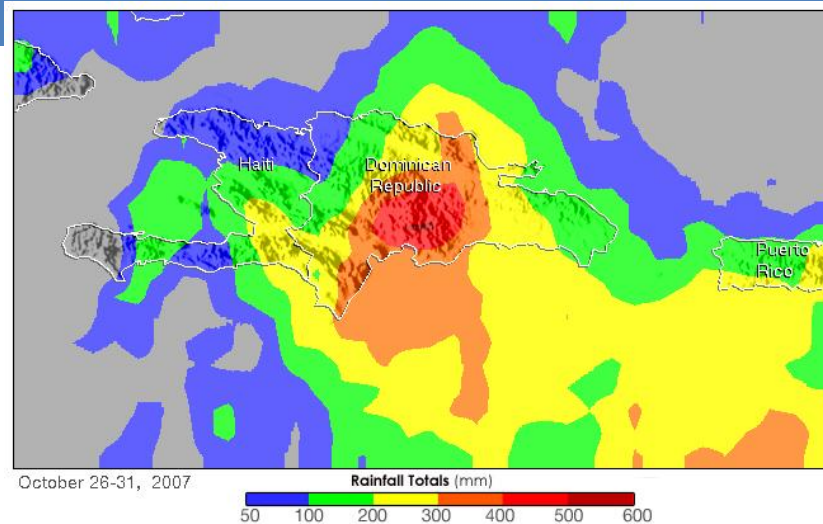 Haiti
Dominican
Republic
Puerto
Rico
October 26-31, 2007
Rainfall Totals (mm)
50 100 200 300 400 500 600